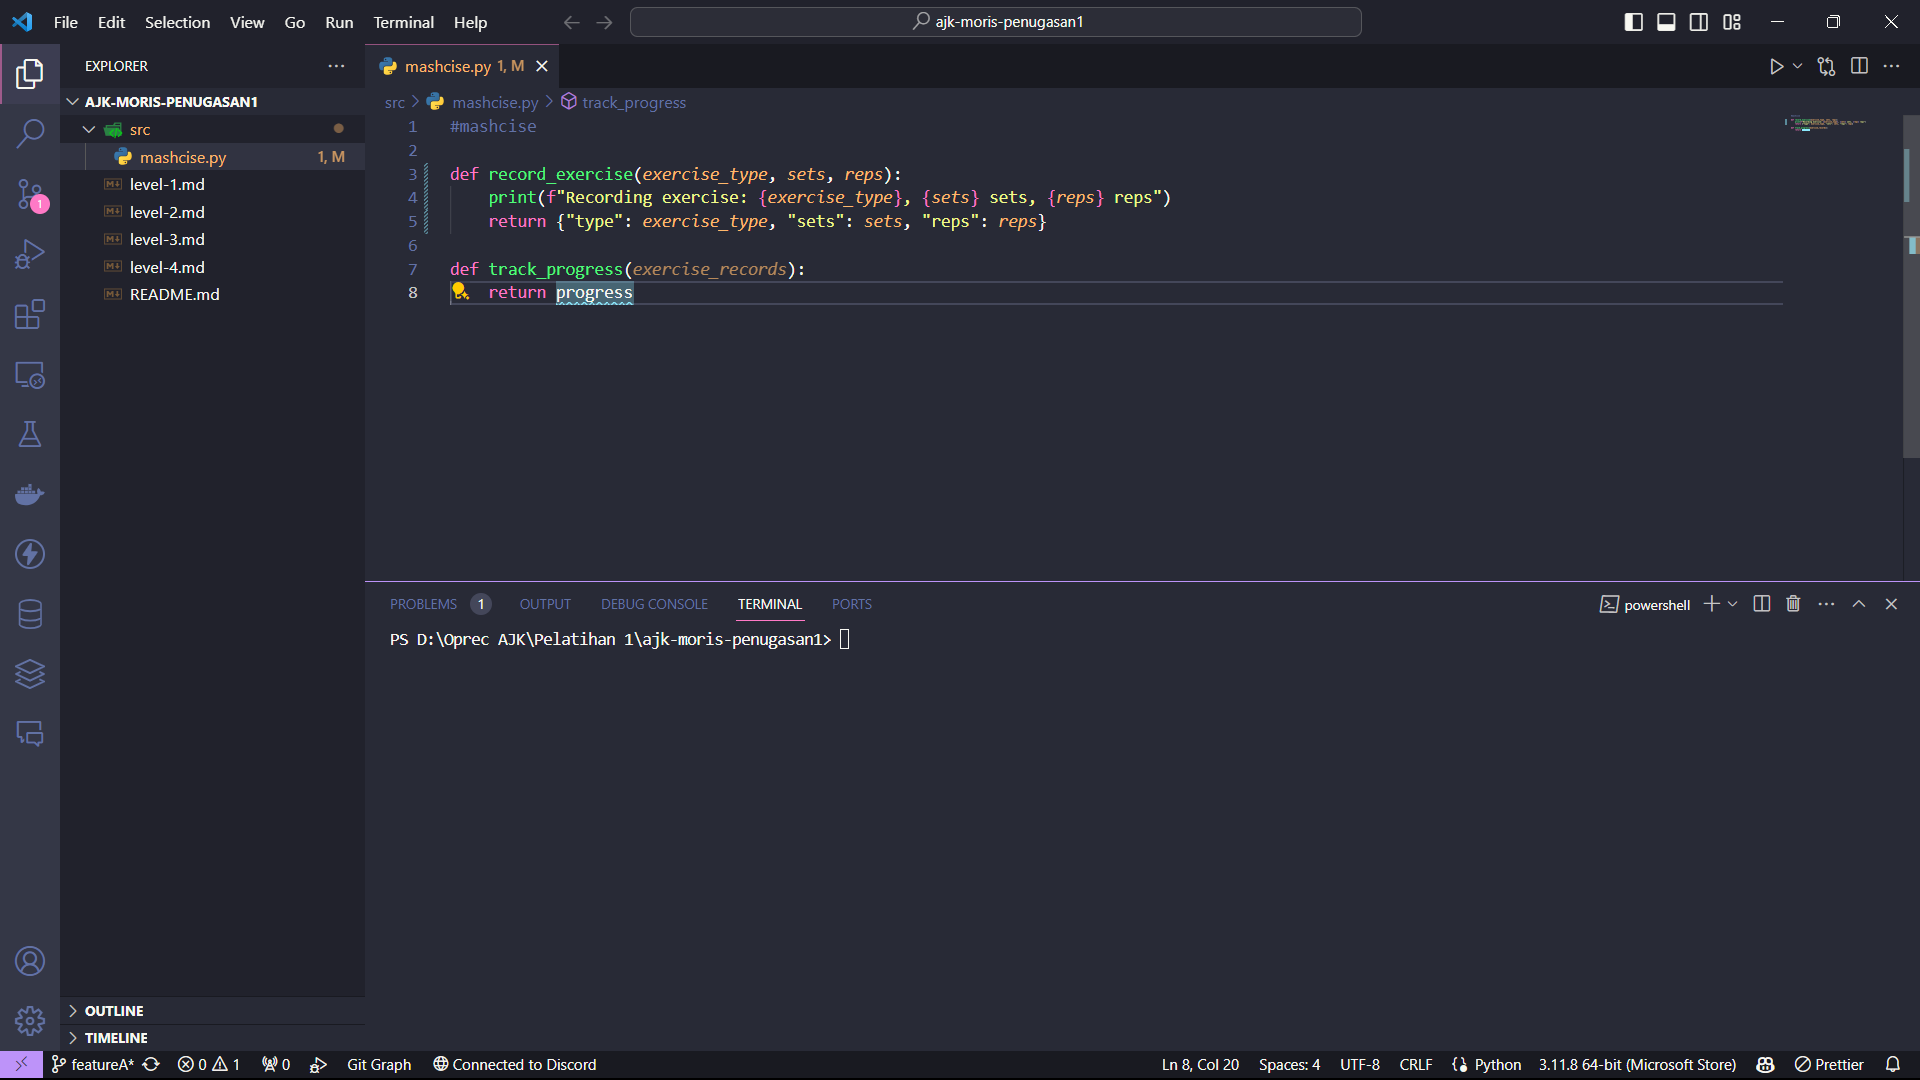 File Edit Selection View Go Run Terminal Help
ajk-moris-penugasan1
EXPLORER
AJK-MORIS-PENUGASAN1
src
mashcise.py 1, M
level-1.md
level-2.md
level-3.md
level-4.md
README.md
OUTLINE
TIMELINE
1
mashcise.py 1, M
src > mashcise.py > track_progress
1 #mashcise
2
3 def record_exercise(exercise_type, sets, reps):
4 print(f"Recording exercise: {exercise_type}, {sets} sets, {reps} reps")
5 return {"type": exercise_type, "sets": sets, "reps": reps}
6
7 def track_progress(exercise_records):
8 return progress
PROBLEMS 1 OUTPUT DEBUG CONSOLE TERMINAL PORTS
powershell
PS D:\Oprec AJK\Pelatihan 1\ajk-moris-penugasan1>
featureA* 0 1 0 Git Graph Connected to Discord
Ln 8, Col 20 Spaces: 4 UTF-8 CRLF Python 3.11.8 64-bit (Microsoft Store) Prettier